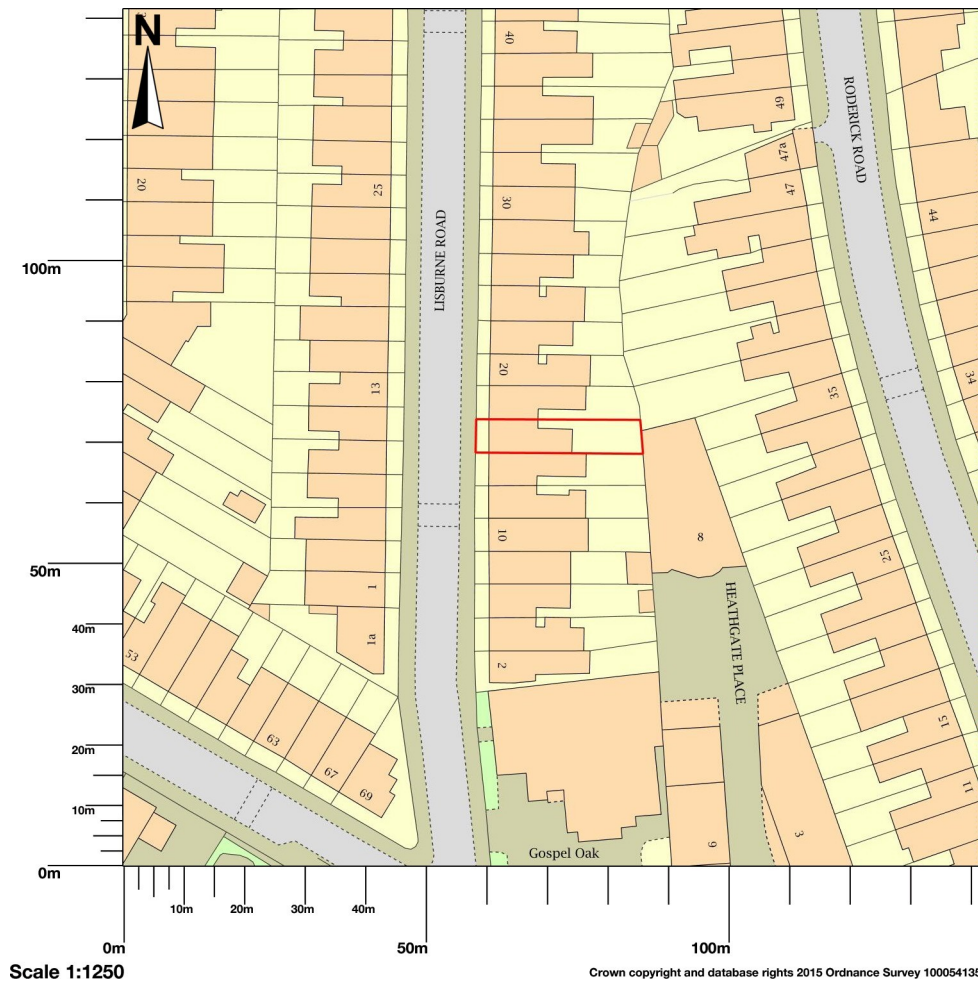 N
40
49
RODERICK ROAD
47a
47
20
25
30
44
LISBURNE ROAD
100m
20
13
34
35
10
8
25
50m
1
HEATHGATE PLACE
40m
1a
53
2
30m
63
15
20m
67
69
11
10m
3
9
Gospel Oak
0m
10m
20m
30m
40m
0m
50m
100m
Scale 1:1250
Crown copyright and database rights 2015 Ordnance Survey 100054135